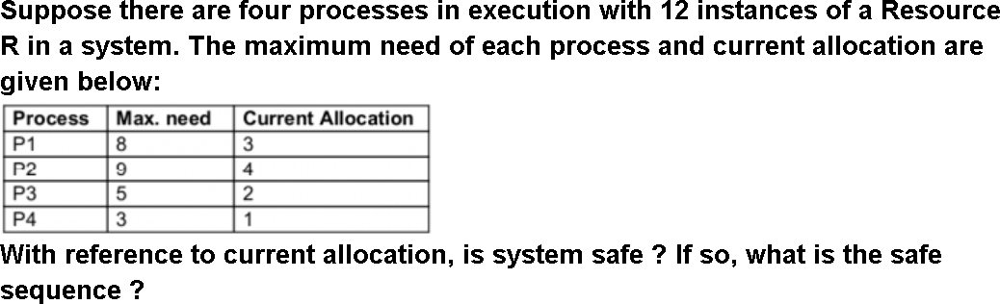 Suppose there are four processes in execution with 12 instances of a Resource
R in a system. The maximum need of each process and current allocation are
given below:
Process Max. need Current Allocation
P1 8 3
P2 9 4
P3 5 2
P4 3 1
With reference to current allocation, is system safe ? If so, what is the safe
sequence ?